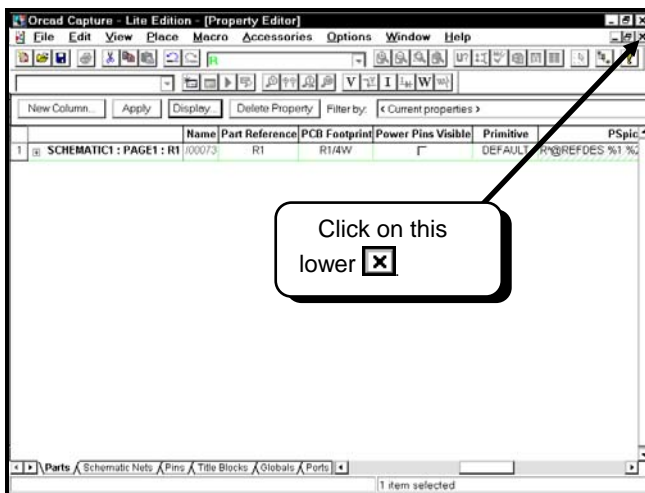 Orcad Capture - Lite Edition - [Property Editor]
File Edit View Place Macro Accessories Options Window Help
R
U?
V I W
New Column... Apply Display... Delete Property Filter by: < Current properties >
Name Part Reference PCB Footprint Power Pins Visible Primitive PSpic
1 SCHEMATIC1 : PAGE1 : R1 /00073 R1 R1/4W DEFAULT R^@REFDES %1 %2
Click on this
lower
Parts Schematic Nets Pins Title Blocks Globals Ports
1 item selected